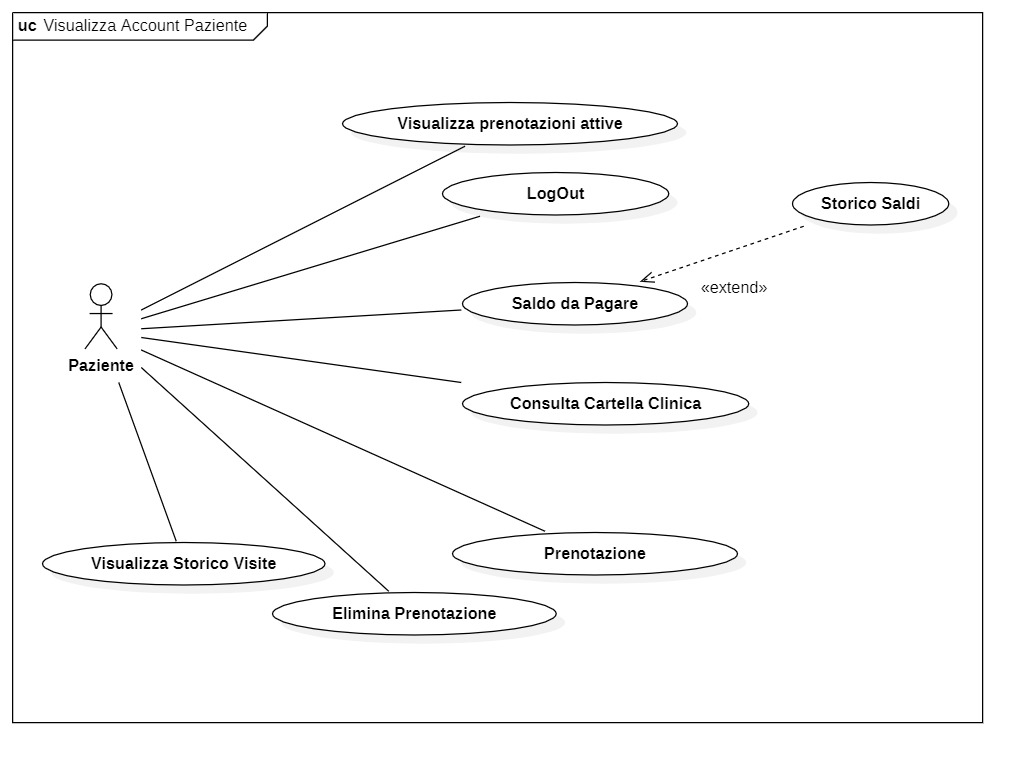 uc Visualizza Account Paziente
Visualizza prenotazioni attive
LogOut
Storico Saldi
«extend»
Saldo da Pagare
Paziente
Consulta Cartella Clinica
Prenotazione
Visualizza Storico Visite
Elimina Prenotazione